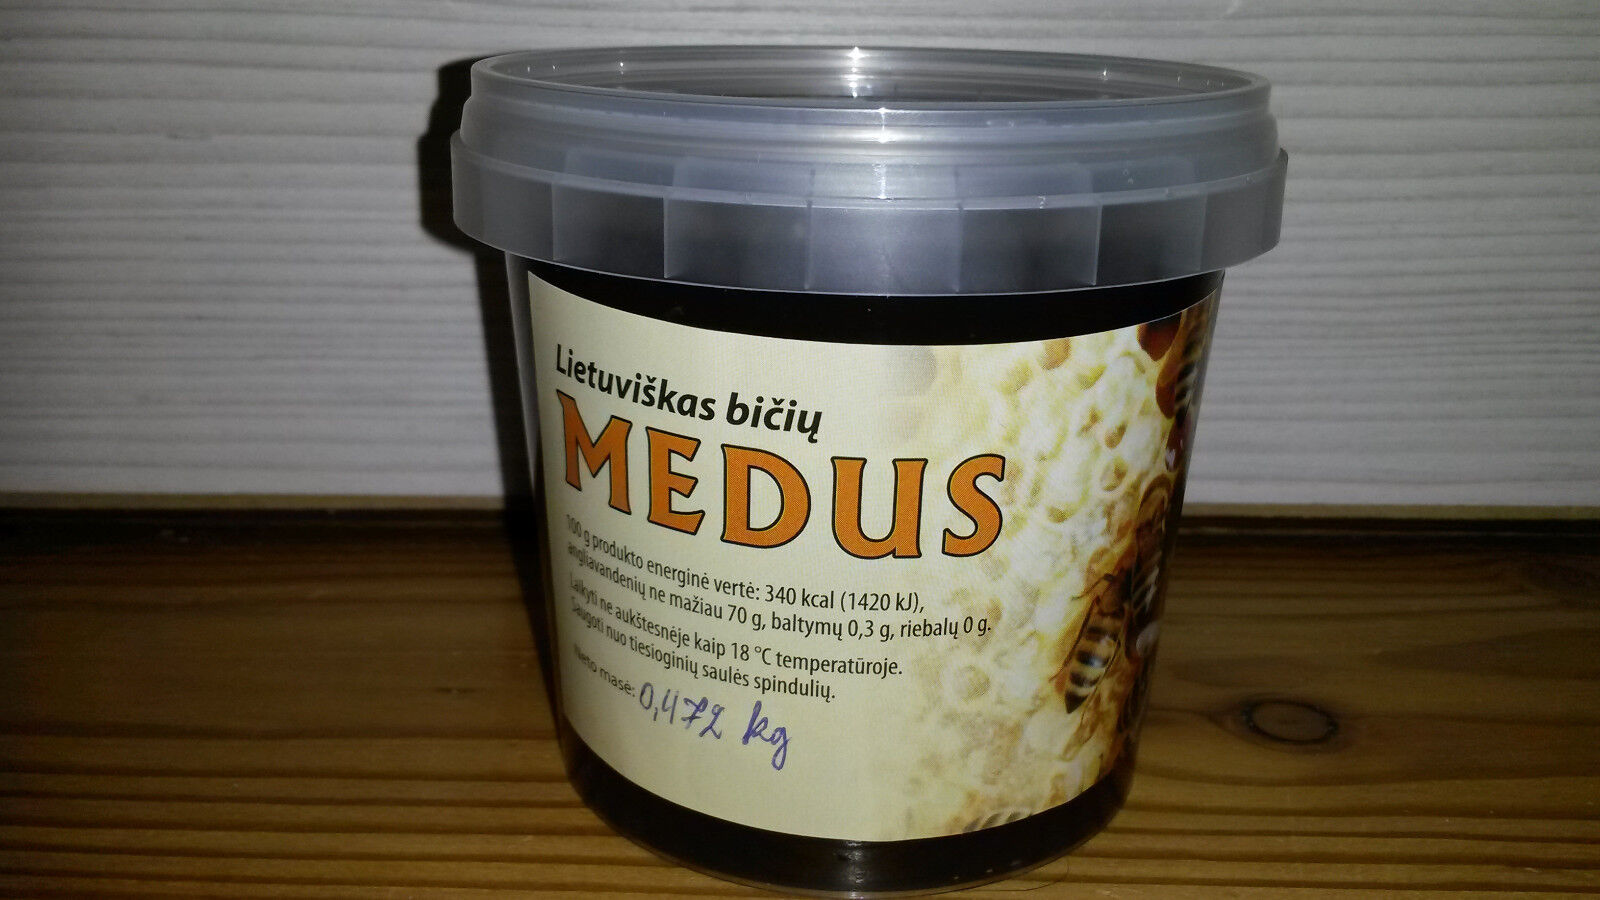 Lietuviškas bičių
MEDUS
100 g produkto energinė vertė: 340 kcal (1420 kJ),
angliavandenių ne mažiau 70 g, baltymų 0,3 g, riebalų 0 g.
Laikyti ne aukštesnėje kaip 18 °C temperatūroje.
Saugoti nuo tiesioginių saulės spindulių.
Neto masė: 0,472 kg